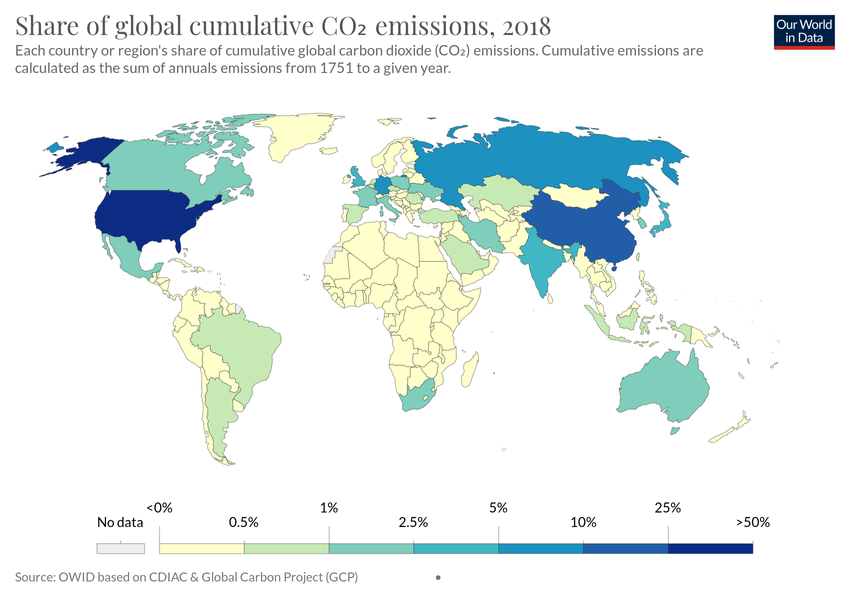 Share of global cumulative CO₂ emissions, 2018
Our World
in Data
Each country or region's share of cumulative global carbon dioxide (CO₂) emissions. Cumulative emissions are
calculated as the sum of annuals emissions from 1751 to a given year.
<0% 1% 5% 25%
No data 0.5% 2.5% 10% >50%
Source: OWID based on CDIAC & Global Carbon Project (GCP) •